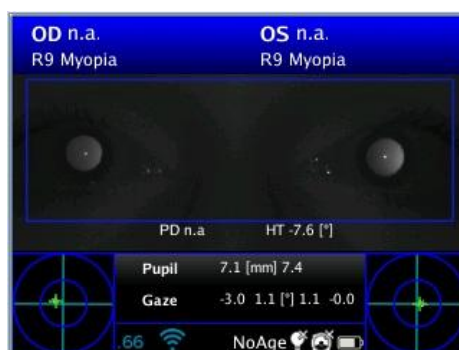 OD n.a.
OS n.a.
R9 Myopia
R9 Myopia
PD n.a
HT -7.6 [°]
Pupil 7.1 [mm] 7.4
Gaze -3.0 1.1 [°] 1.1 -0.0
.66 NoAge